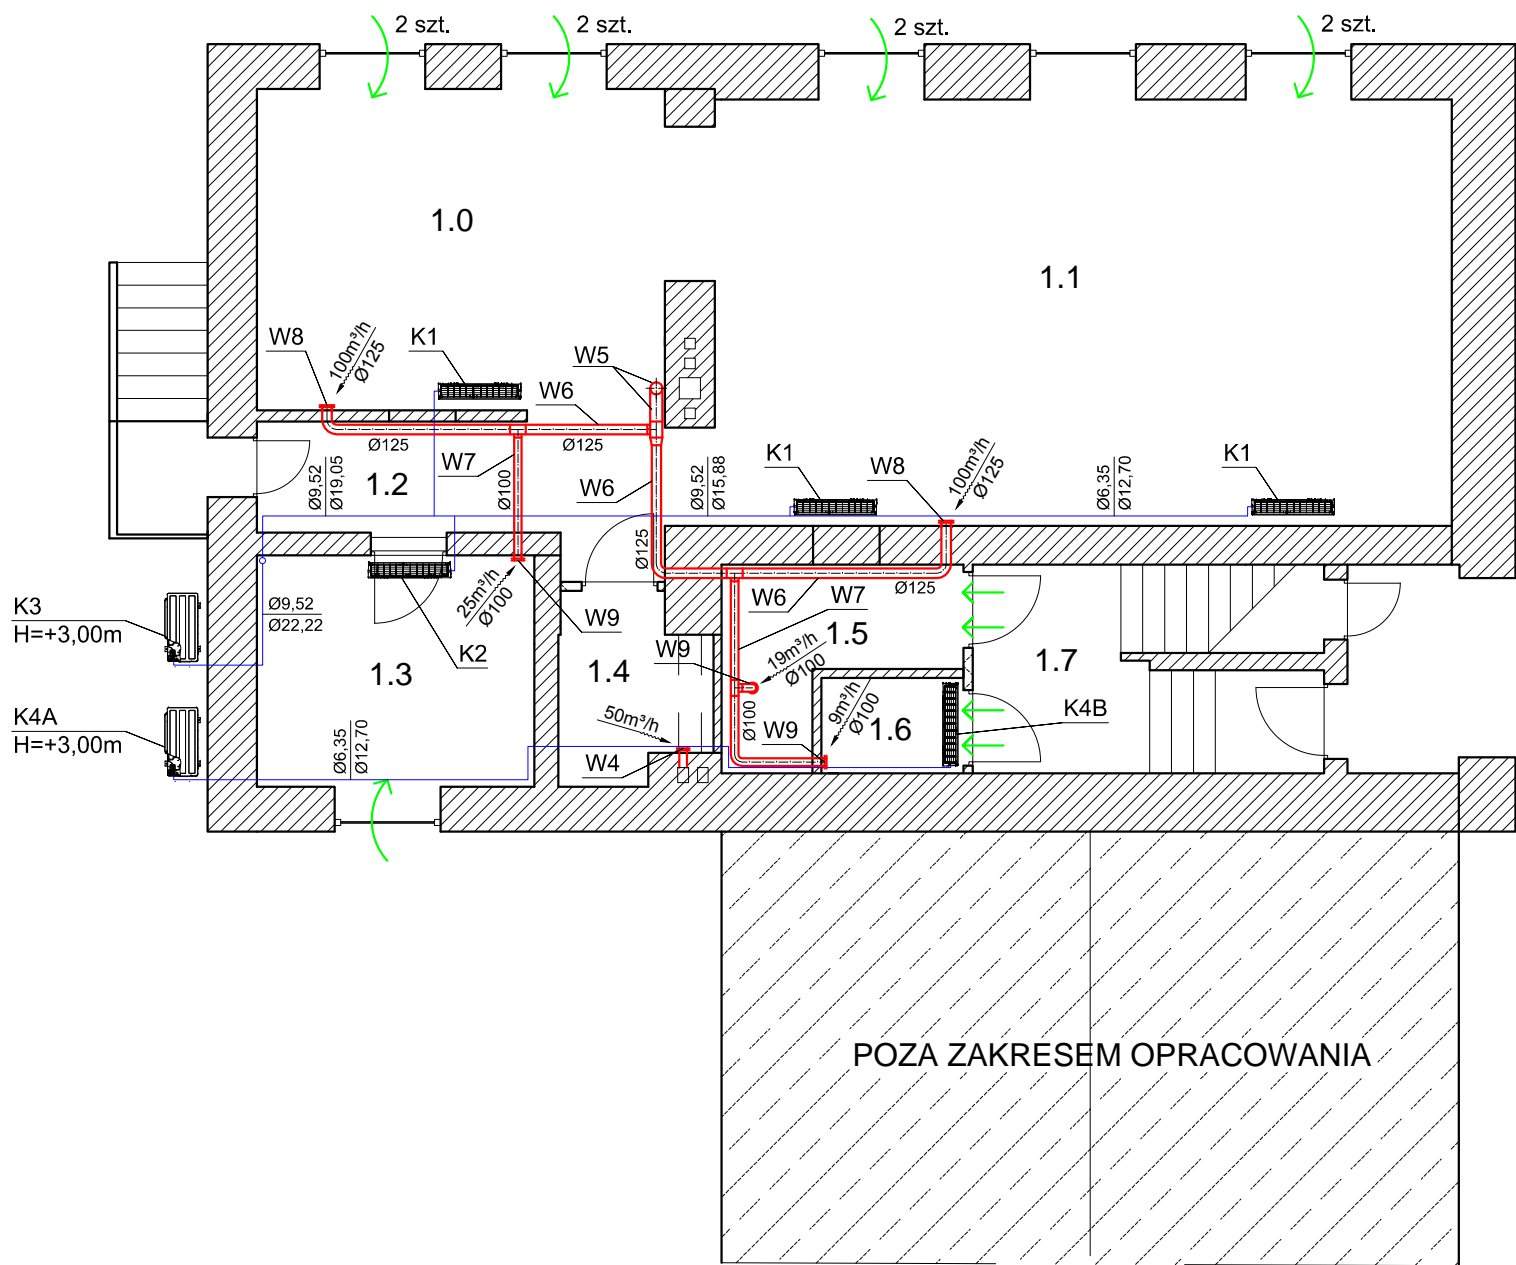 2 szt.
2 szt.
2 szt.
2 szt.
1.0
1.1
W8
100m³/h
Ø125
K1
W5
W6
Ø125
Ø125
W7
Ø100
1.2
Ø9,52
Ø19,05
W6
Ø9,52
Ø15,88
K1
W8
100m³/h
Ø125
Ø6,35
Ø12,70
K1
Ø125
K3
H=+3,00m
Ø9,52
Ø22,22
25m³/h
Ø100
W9
K2
1.3
1.4
W6
W7
Ø125
1.5
W9
19m³/h
Ø100
1.7
K4A
H=+3,00m
Ø6,35
Ø12,70
50m³/h
W4
Ø100
W9
9m³/h
Ø100
1.6
K4B
POZA ZAKRESEM OPRACOWANIA